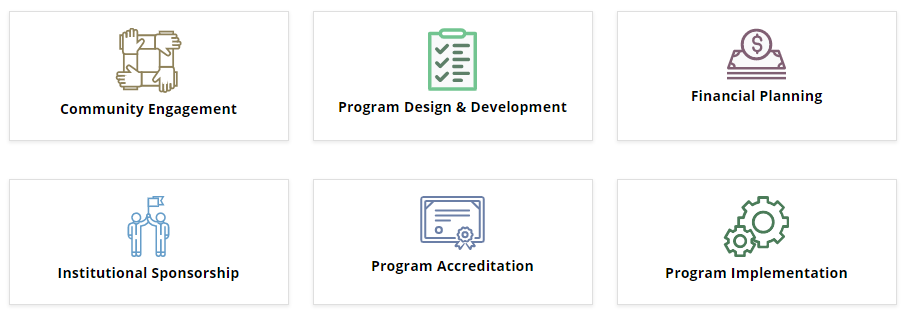 Community Engagement
Program Design & Development
Financial Planning
Institutional Sponsorship
Program Accreditation
Program Implementation